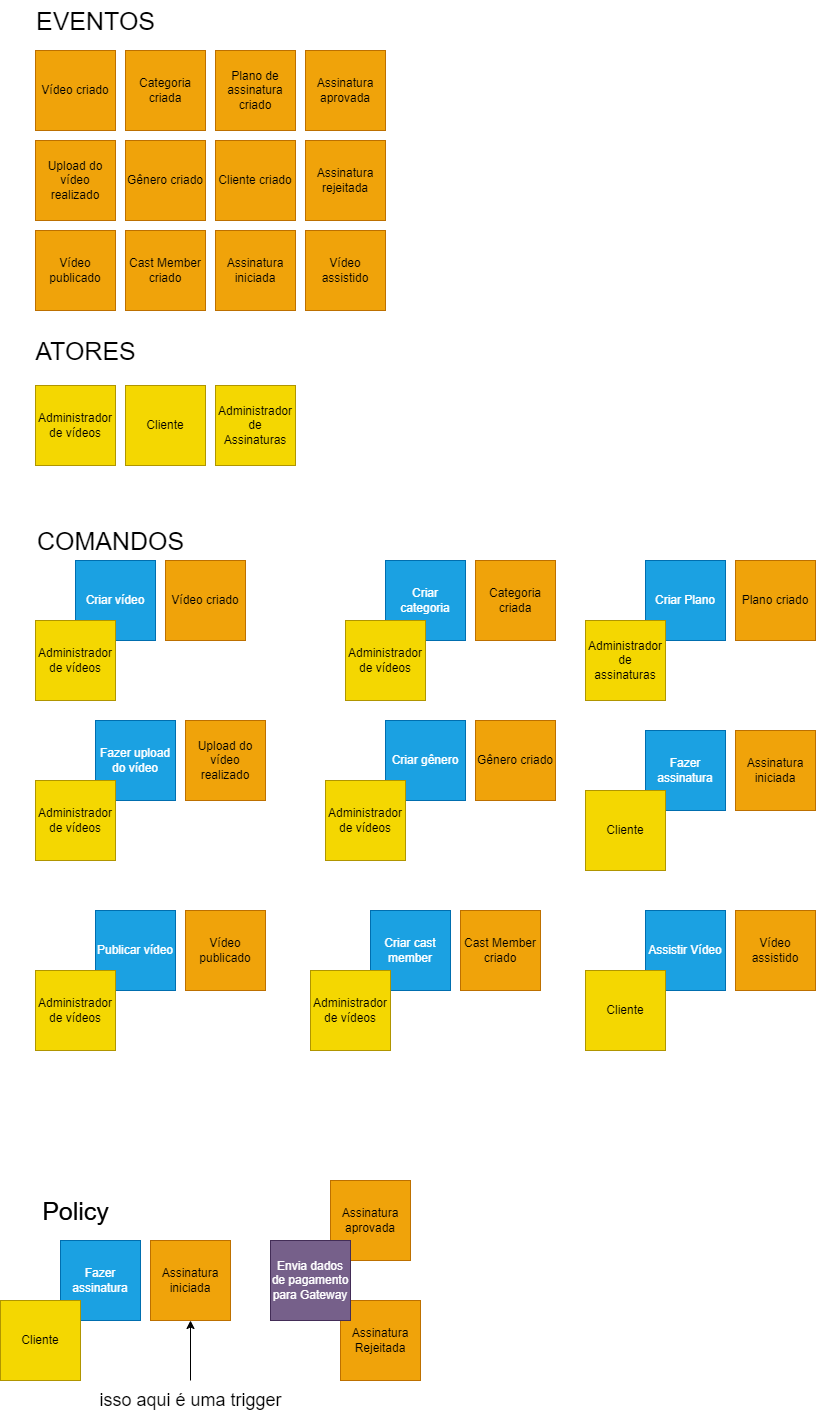 EVENTOS
Vídeo criado
Categoria
criada
Plano de
assinatura
criado
Assinatura
aprovada
Upload do
vídeo
realizado
Gênero criado
Cliente criado
Assinatura
rejeitada
Vídeo
publicado
Cast Member
criado
Assinatura
iniciada
Vídeo
assistido
ATORES
Administrador
de vídeos
Cliente
Administrador
de
Assinaturas
COMANDOS
Criar vídeo
Vídeo criado
Administrador
de vídeos
Criar
categoria
Categoria
criada
Administrador
de vídeos
Criar Plano
Plano criado
Administrador
de
assinaturas
Fazer upload
do vídeo
Upload do
vídeo
realizado
Administrador
de vídeos
Criar gênero
Gênero criado
Administrador
de vídeos
Fazer
assinatura
Assinatura
iniciada
Cliente
Publicar vídeo
Vídeo
publicado
Administrador
de vídeos
Criar cast
member
Cast Member
criado
Administrador
de vídeos
Assistir Vídeo
Vídeo
assistido
Cliente
Policy
Fazer
assinatura
Assinatura
iniciada
Cliente
Assinatura
aprovada
Envia dados
de pagamento
para Gateway
Assinatura
Rejeitada
isso aqui é uma trigger